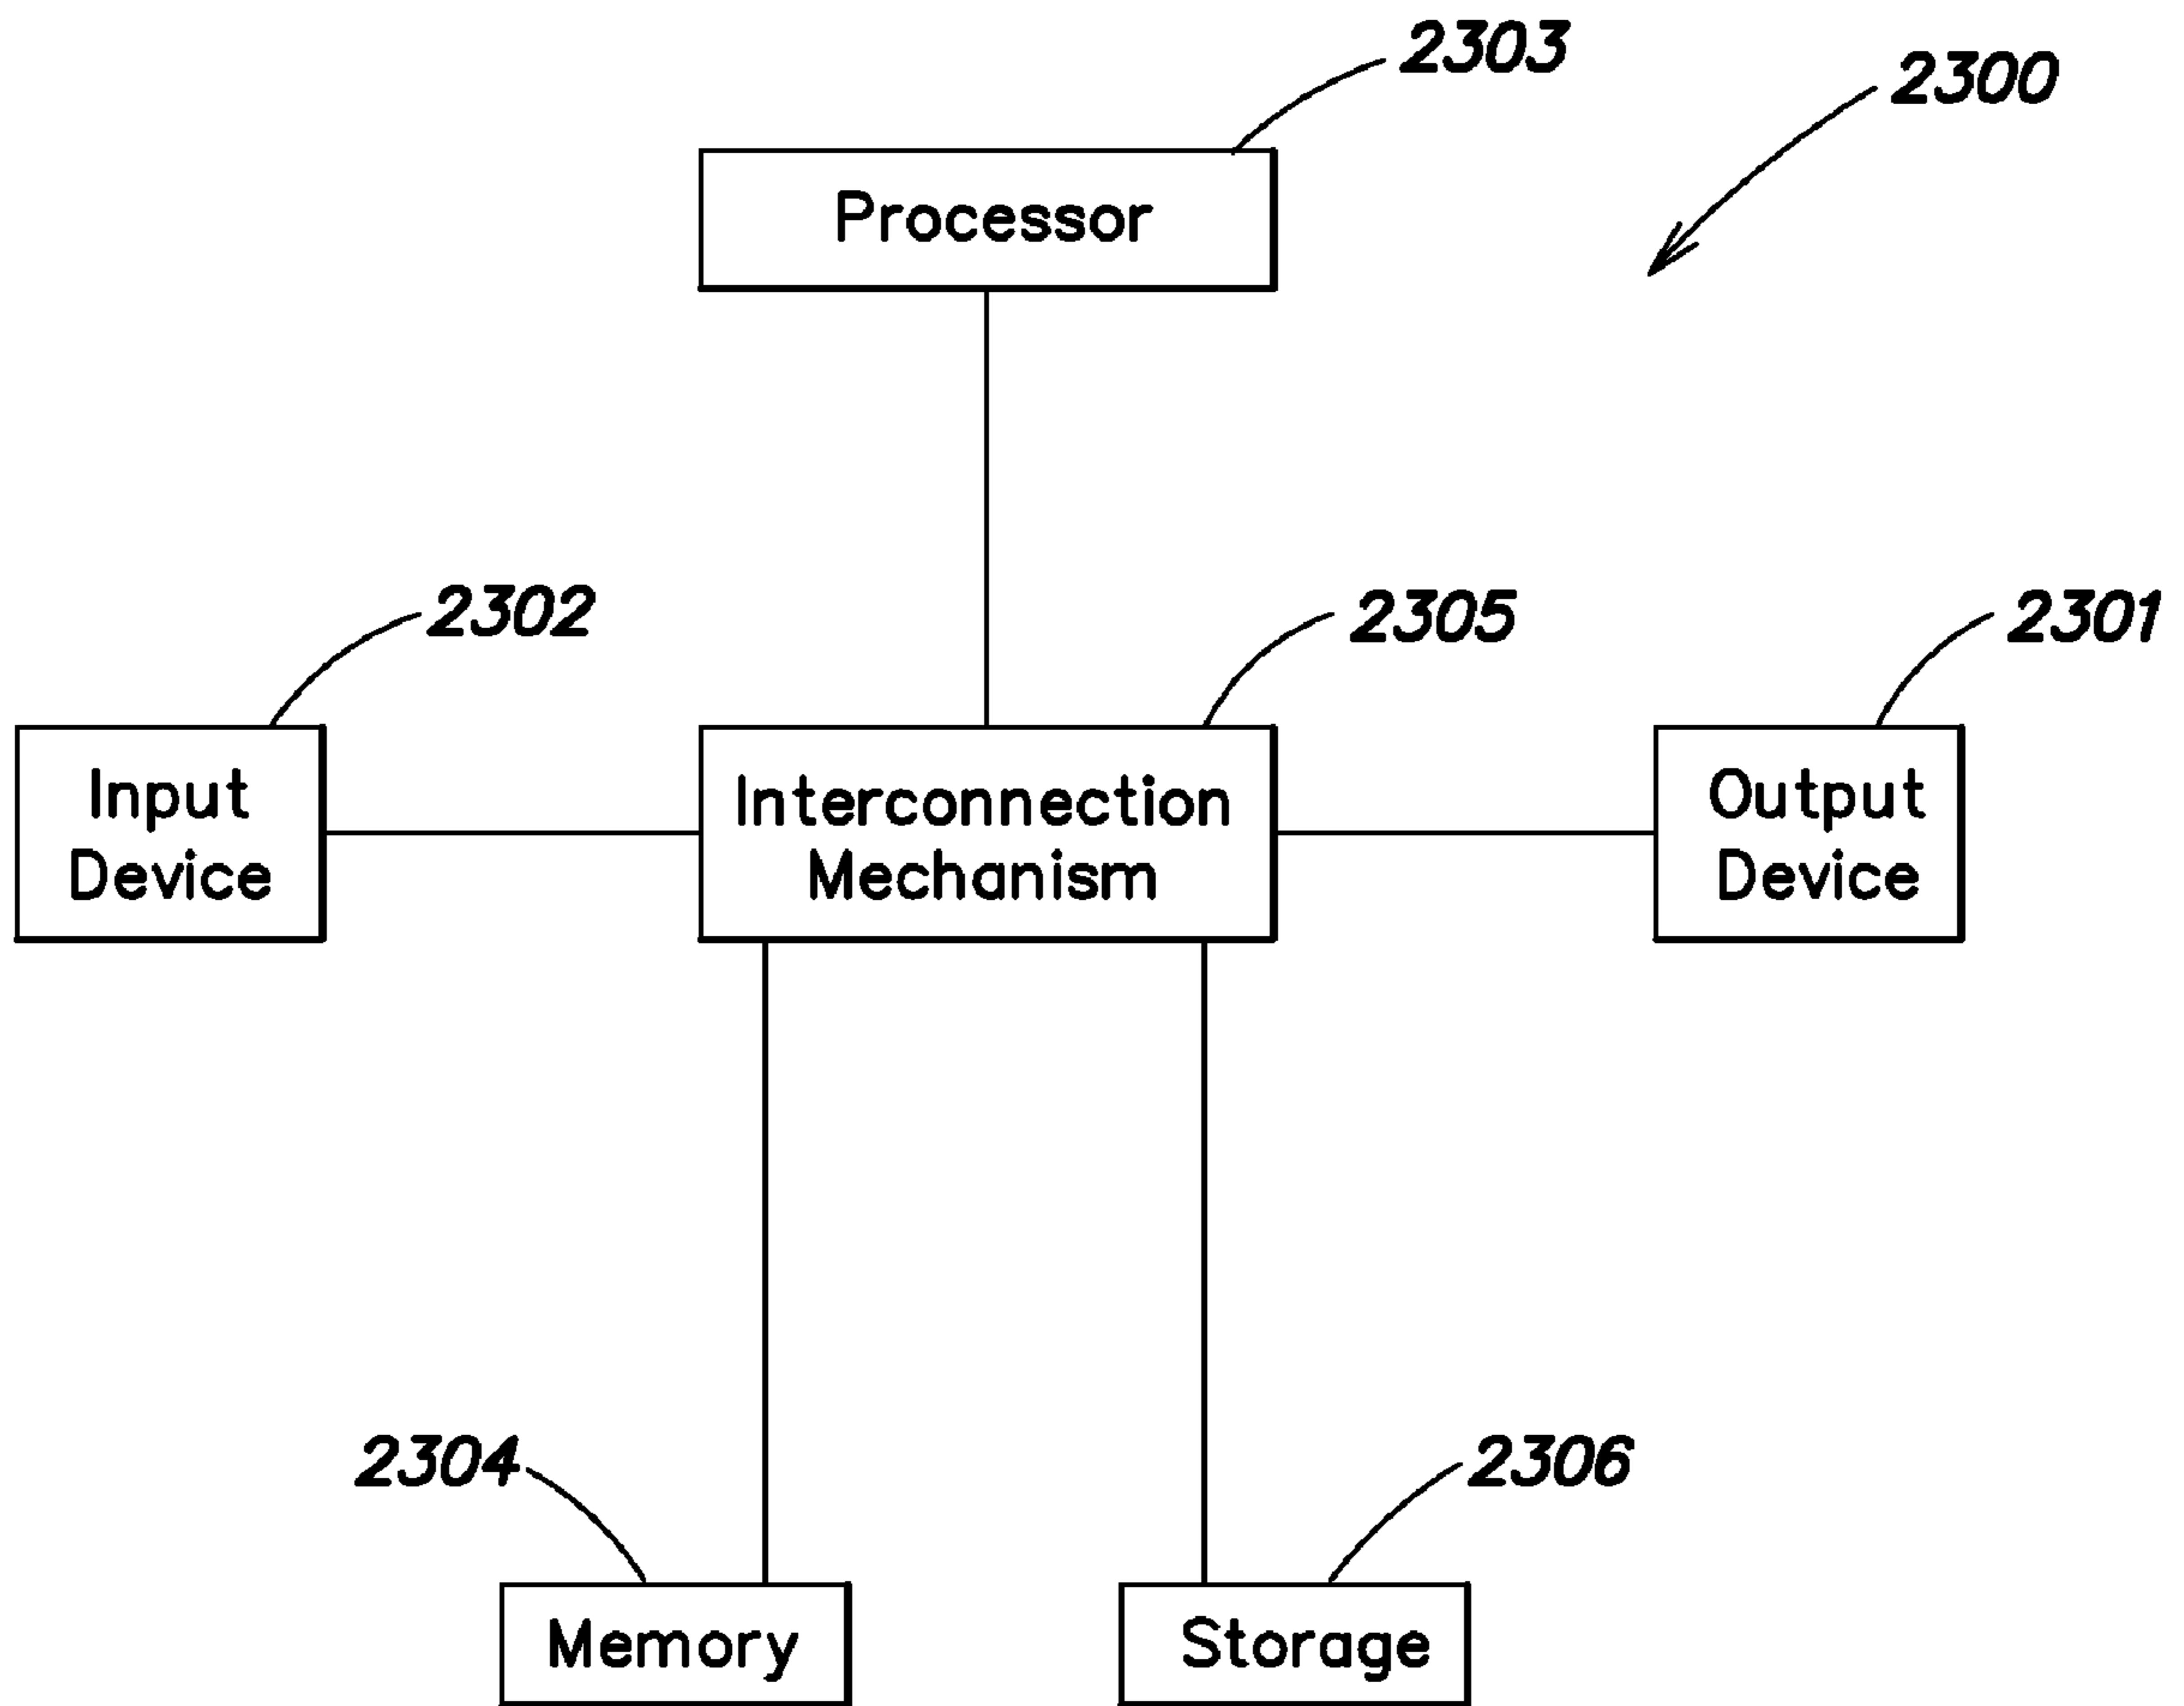 2303
2300
Processor
2302
2305
2301
Input
Device
Interconnection
Mechanism
Output
Device
2304
2306
Memory
Storage